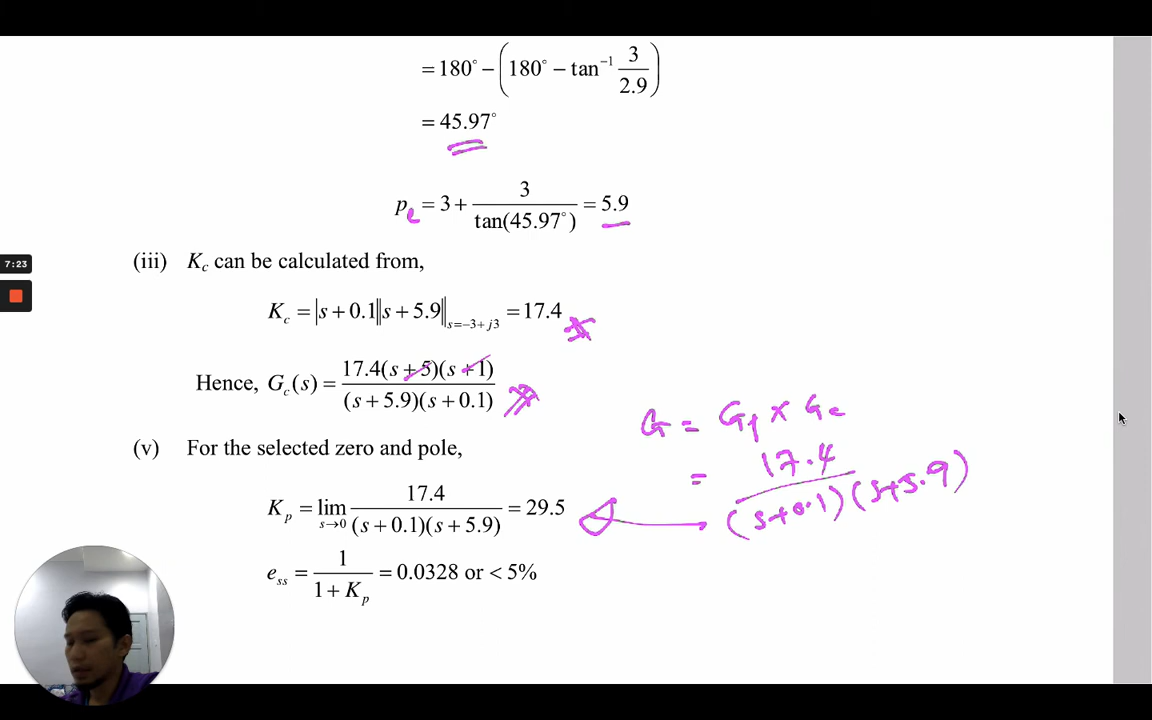 = 180° − (180° − tan⁻¹ 3/2.9)
= 45.97°
p_c = 3 + 3/tan(45.97°) = 5.9
(iii) K_c can be calculated from,
7:23
K_c = |s + 0.1||s + 5.9||_{s=−3+j3} = 17.4
Hence, G_c(s) = 17.4(s + 5)(s + 1)/(s + 5.9)(s + 0.1)
G = G_p × G_c
(v) For the selected zero and pole,
= 17.4/(s+0.1)(s+5.9)
K_p = lim_{s→0} 17.4/(s + 0.1)(s + 5.9) = 29.5
e_ss = 1/1 + K_p = 0.0328 or < 5%